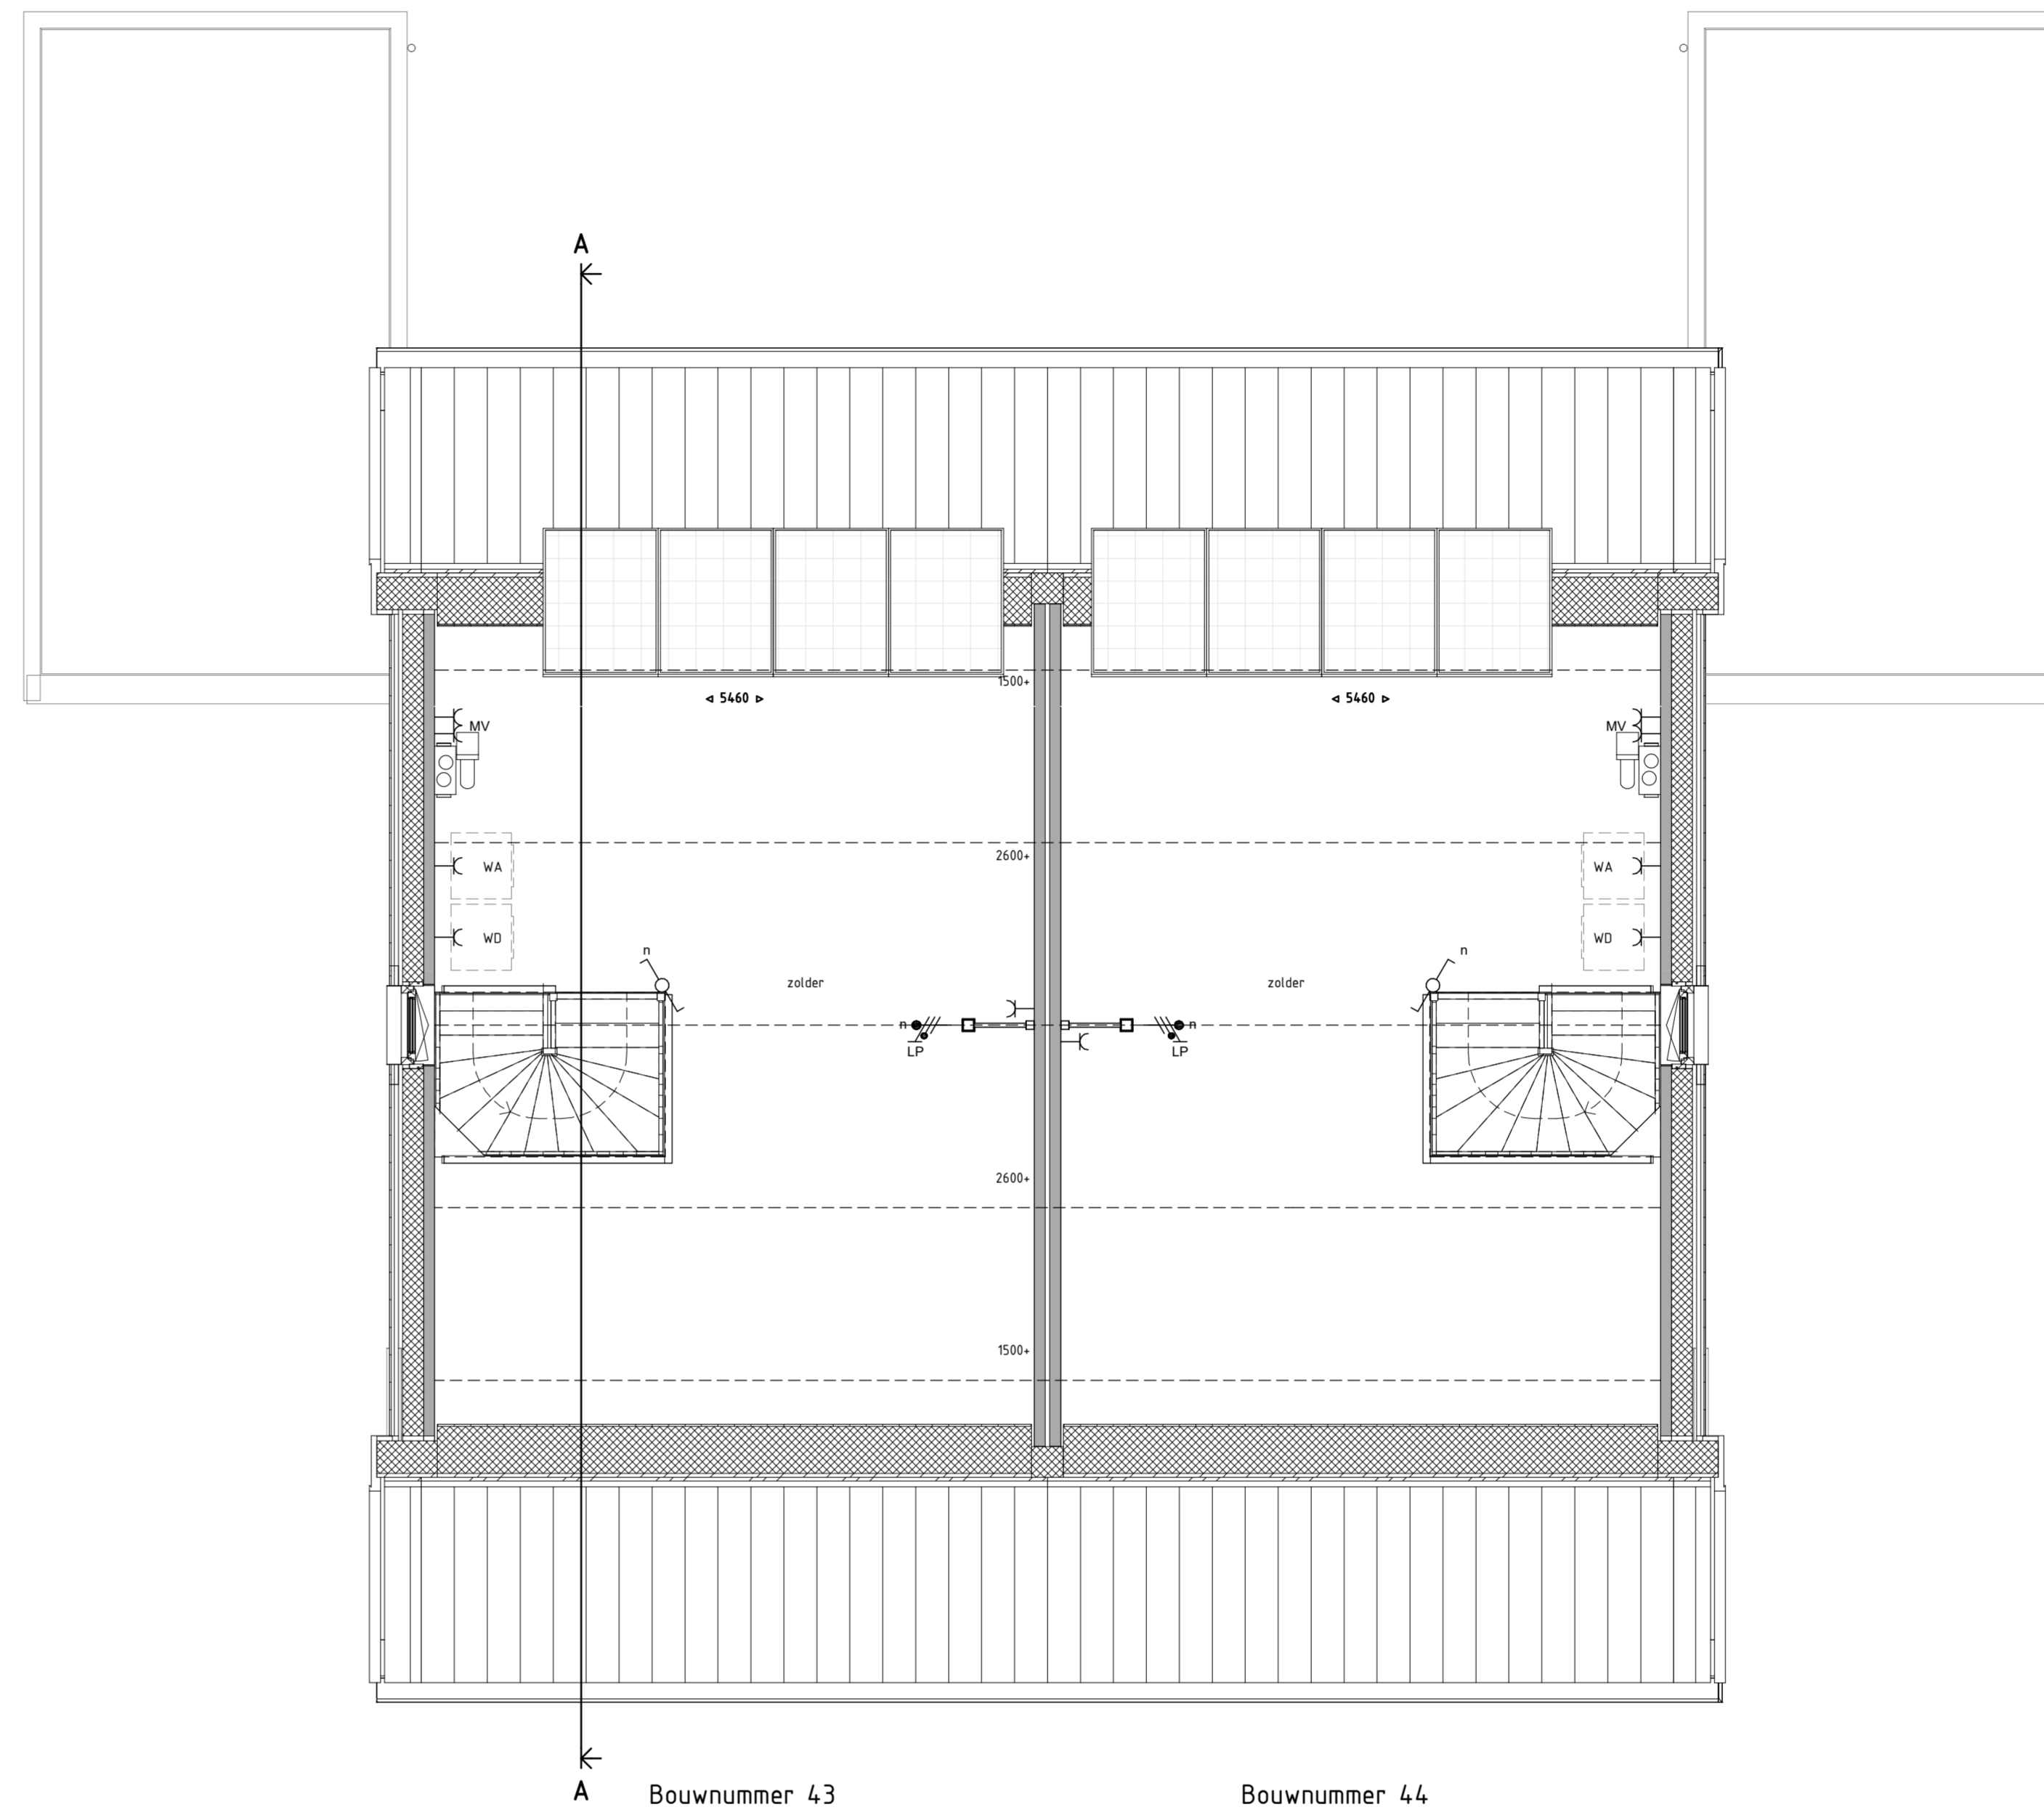 A
1500+
◃ 5460 ▹
◃ 5460 ▹
MV
MV
2600+
WA
WA
WD
WD
n
n
zolder
zolder
n
n
LP
LP
2600+
1500+
A
Bouwnummer 43
Bouwnummer 44